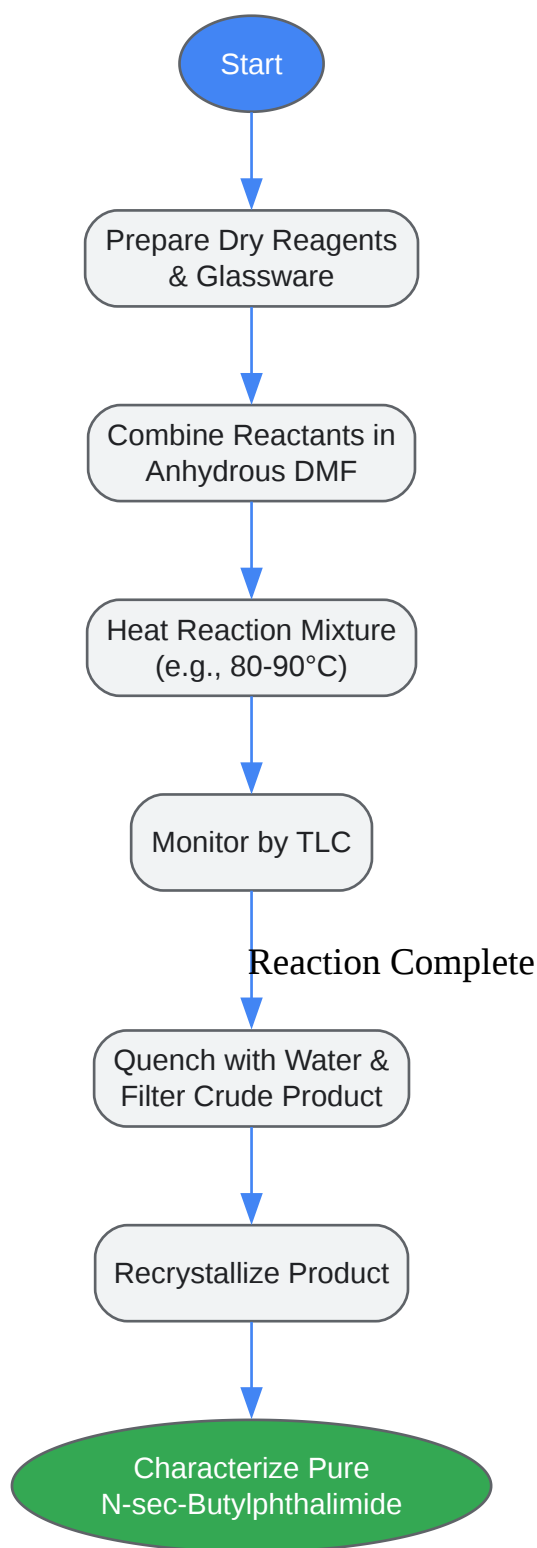 Start
Prepare Dry Reagents
& Glassware
Combine Reactants in
Anhydrous DMF
Heat Reaction Mixture
(e.g., 80-90°C)
Monitor by TLC
Reaction Complete
Quench with Water &
Filter Crude Product
Recrystallize Product
Characterize Pure
N-sec-Butylphthalimide